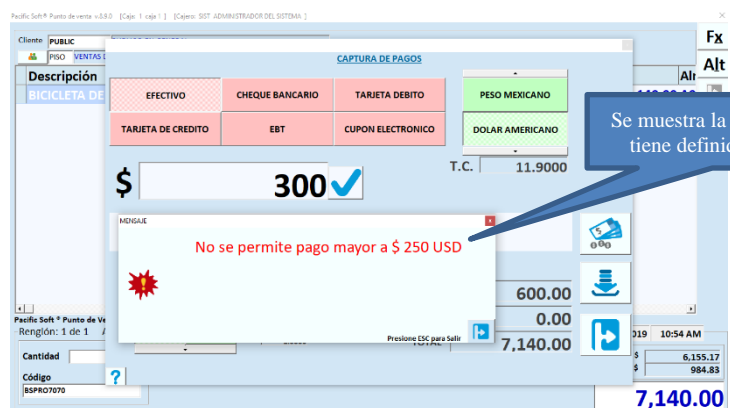 Pacific Soft® Punto de venta v.3.9.0 [Caja: 1 caja ! ] [Cajero: SIST ADMINISTRADOR DEL SISTEMA ]
Cliente PUBLIC
Fx
PISO VENTAS
CAPTURA DE PAGOS
Alt
Descripción
BICICLETA DE
EFECTIVO CHEQUE BANCARIO TARJETA DEBITO PESO MEXICANO
TARJETA DE CREDITO EBT CUPON ELECTRONICO DOLAR AMERICANO
Se muestra la
tiene definic
T.C. 11.9000
$ 300
MENSAJE x
No se permite pago mayor a $ 250 USD
600.00
0.00
Presione ESC para Salir
7,140.00
Pacific Soft ® Punto de Ve
Renglón: 1 de 1
019 10:54 AM
Cantidad
$ 6,155.17
$ 984.83
Código
BSPRO7070
?
7,140.00